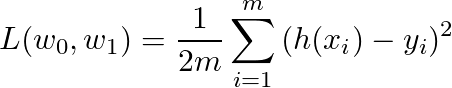 L(w_0, w_1) = \frac{1}{2m} \sum_{i=1}^{m} (h(x_i) - y_i)^2